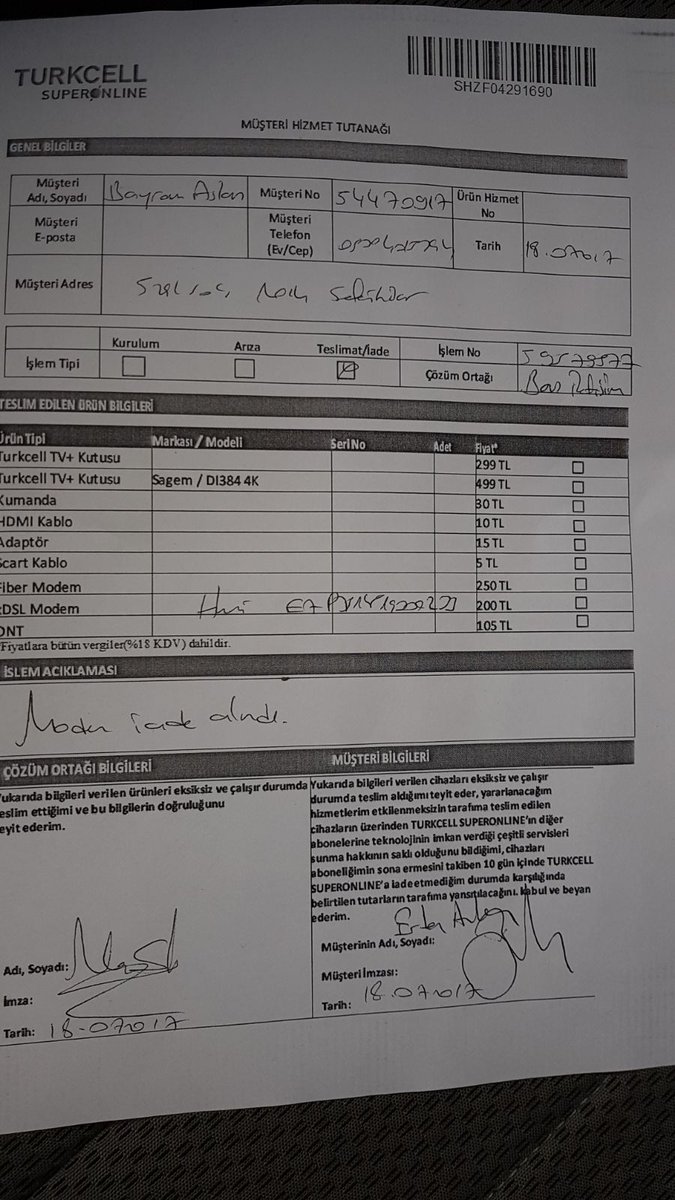 TURKCELL
SUPERONLINE
SHZF04291690
MÜŞTERİ HİZMET TUTANAĞI
GENEL BİLGİLER
Müşteri Adı, Soyadı Bayram Aslan Müşteri No 54470917 Ürün Hizmet No
Müşteri E-posta Müşteri Telefon (Ev/Cep) Tarih 18.07017
Müşteri Adres
İşlem Tipi Kurulum Arıza Teslimat/İade İşlem No
Çözüm Ortağı
TESLİM EDİLEN ÜRÜN BİLGİLERİ
Ürün Tipi Markası / Modeli Seri No Adet Fiyat*
Turkcell TV+ Kutusu 299 TL
Turkcell TV+ Kutusu Sagem / DI384 4K 499 TL
Kumanda 30 TL
HDMI Kablo 10 TL
Adaptör 15 TL
Scart Kablo 5 TL
Fiber Modem 250 TL
xDSL Modem 200 TL
ONT 105 TL
*Fiyatlara bütün vergiler(%18 KDV) dahildir.
İSLEM ACIKLAMASI
Modem iade alındı.
ÇÖZÜM ORTAĞI BİLGİLERİ
Yukarıda bilgileri verilen ürünleri eksiksiz ve çalışır durumda
teslim ettiğimi ve bu bilgilerin doğruluğunu
teyit ederim.
Adı, Soyadı:
İmza:
Tarih: 18-07017
MÜŞTERİ BİLGİLERİ
Yukarıda bilgileri verilen cihazları eksiksiz ve çalışır
durumda teslim aldığımı teyit eder, yararlanacağım
hizmetlerim etkilenmeksizin tarafıma teslim edilen
cihazların üzerinden TURKCELL SUPERONLINE'ın diğer
abonelerine teknolojinin imkan verdiği çeşitli servisleri
sunma hakkının saklı olduğunu bildiğimi, cihazları
aboneliğimin sona ermesini takiben 10 gün içinde TURKCELL
SUPERONLINE'a iade etmediğim durumda karşılığında
belirtilen tutarların tarafıma yansıtılacağını. kabul ve beyan
ederim.
Müşterinin Adı, Soyadı:
Müşteri İmzası:
Tarih: 18.07017